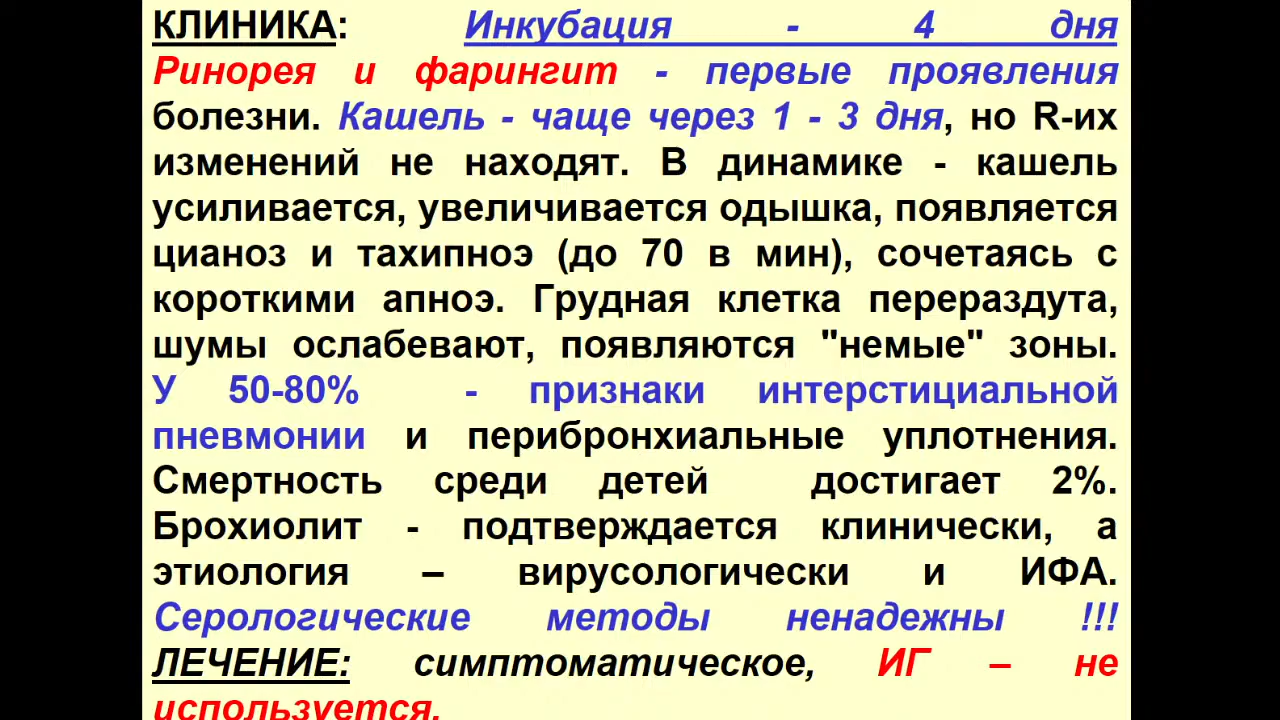 КЛИНИКА: Инкубация - 4 дня
Ринорея и фарингит - первые проявления
болезни. Кашель - чаще через 1 - 3 дня, но R-их
изменений не находят. В динамике - кашель
усиливается, увеличивается одышка, появляется
цианоз и тахипноэ (до 70 в мин), сочетаясь с
короткими апноэ. Грудная клетка перераздута,
шумы ослабевают, появляются "немые" зоны.
У 50-80% - признаки интерстициальной
пневмонии и перибронхиальные уплотнения.
Смертность среди детей достигает 2%.
Брохиолит - подтверждается клинически, а
этиология – вирусологически и ИФА.
Серологические методы ненадежны !!!
ЛЕЧЕНИЕ: симптоматическое, ИГ – не
используется.